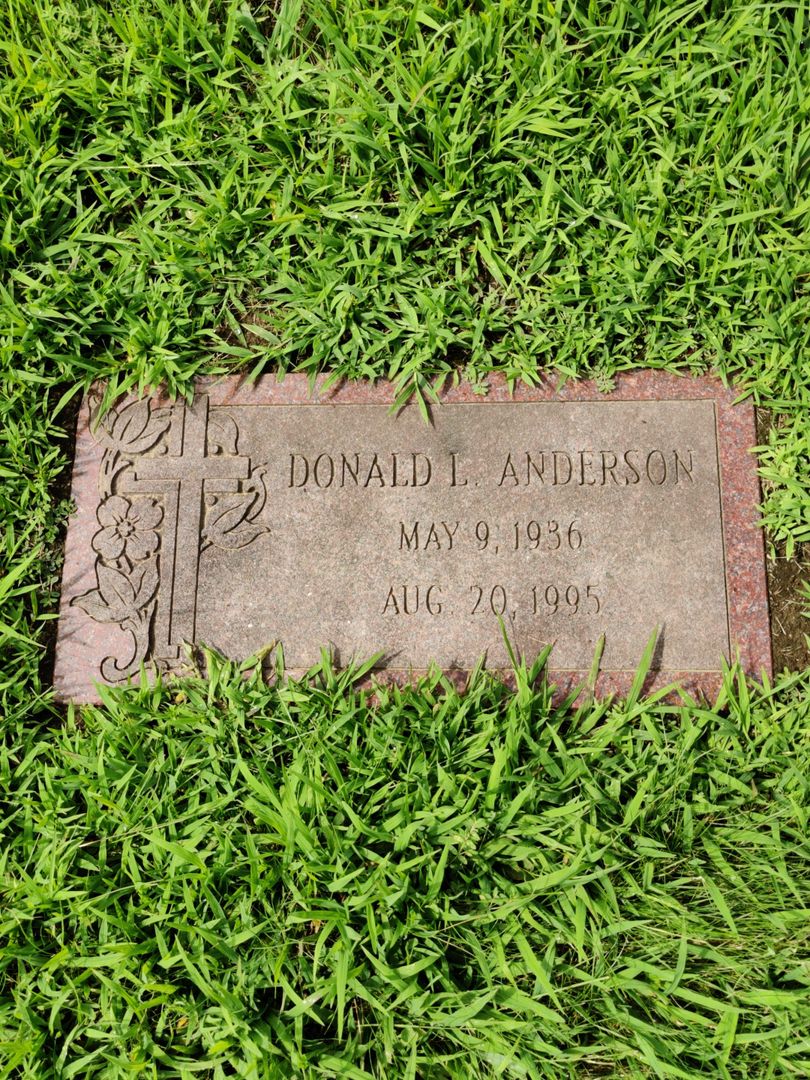 DONALD L. ANDERSON
MAY 9, 1936
AUG. 20, 1995